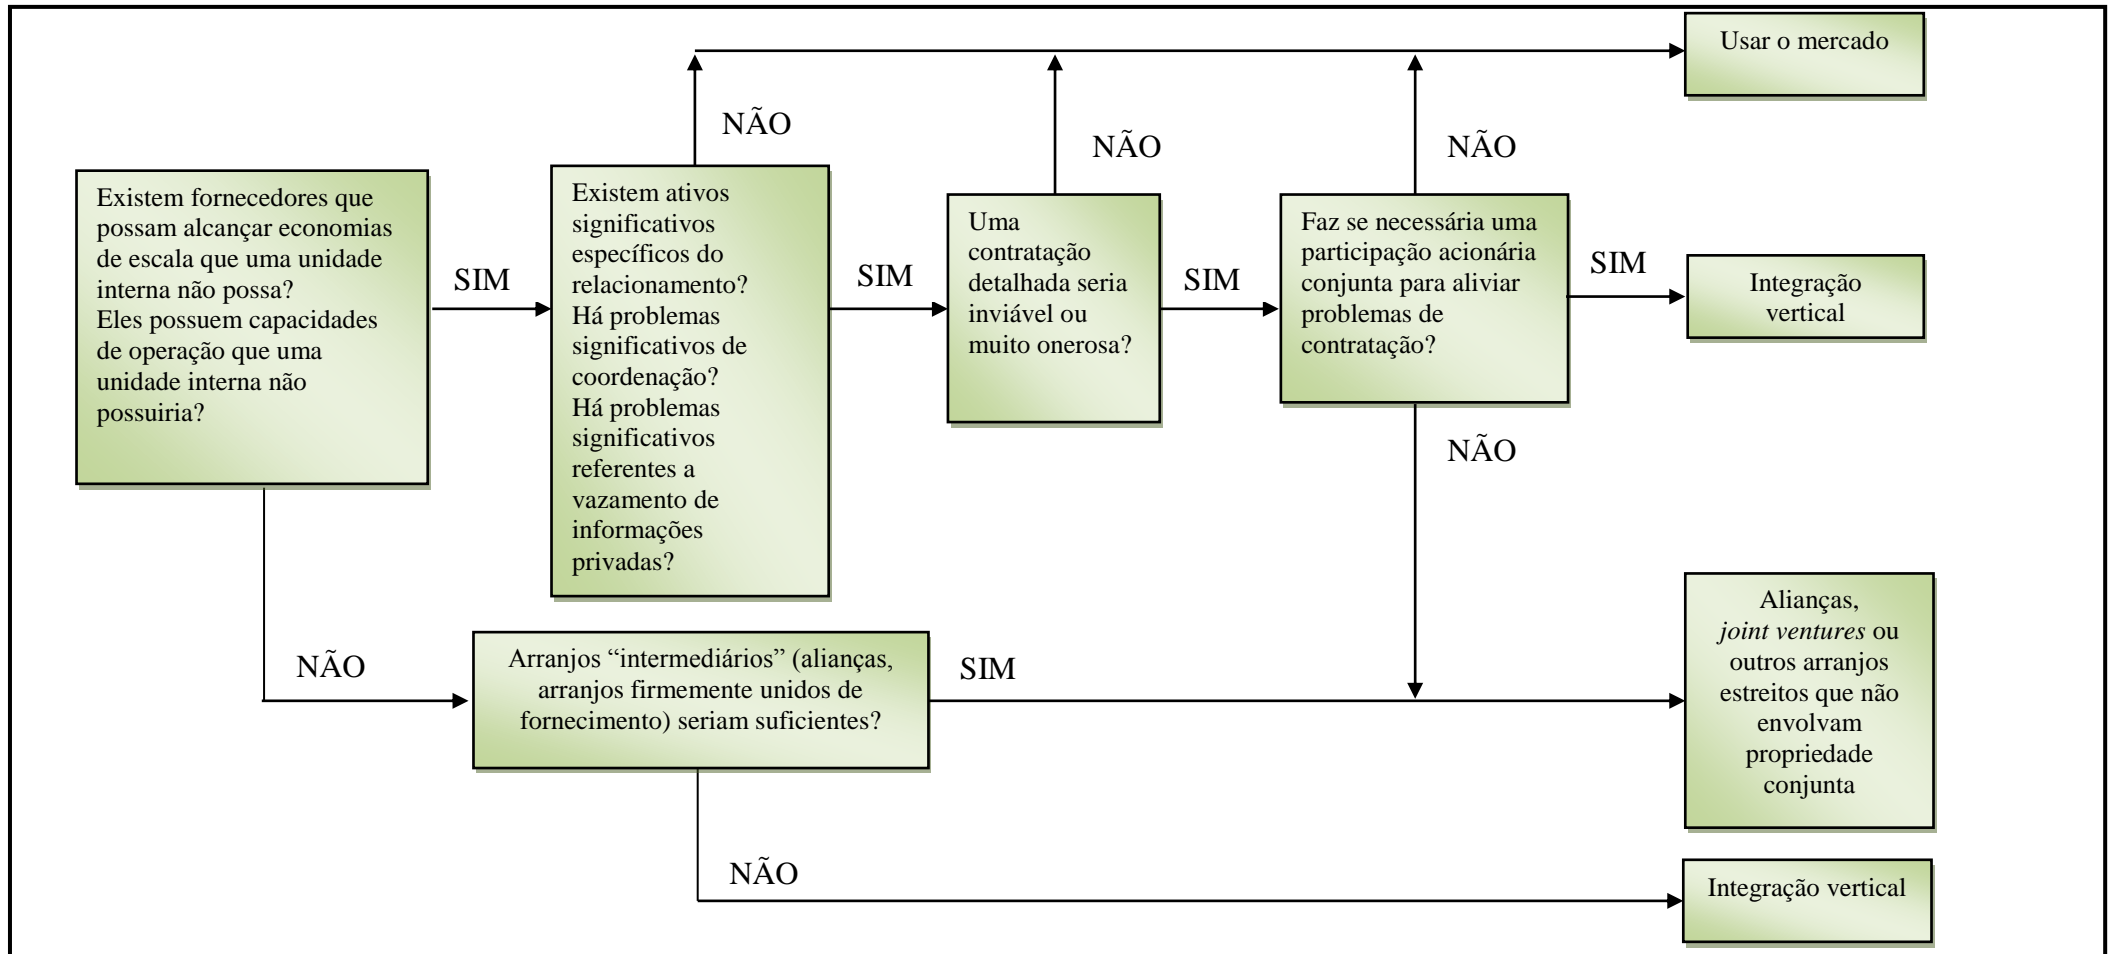 Usar o mercado
NÃO
NÃO
NÃO
Existem fornecedores que
possam alcançar economias
de escala que uma unidade
interna não possa?
Eles possuem capacidades
de operação que uma
unidade interna não
possuiria?
SIM
Existem ativos
significativos
específicos do
relacionamento?
Há problemas
significativos de
coordenação?
Há problemas
significativos
referentes a
vazamento de
informações
privadas?
SIM
Uma
contratação
detalhada seria
inviável ou
muito onerosa?
SIM
Faz se necessária uma
participação acionária
conjunta para aliviar
problemas de
contratação?
SIM
Integração
vertical
NÃO
NÃO
Arranjos “intermediários” (alianças,
arranjos firmemente unidos de
fornecimento) seriam suficientes?
SIM
Alianças,
joint ventures ou
outros arranjos
estreitos que não
envolvam
propriedade
conjunta
NÃO
Integração vertical